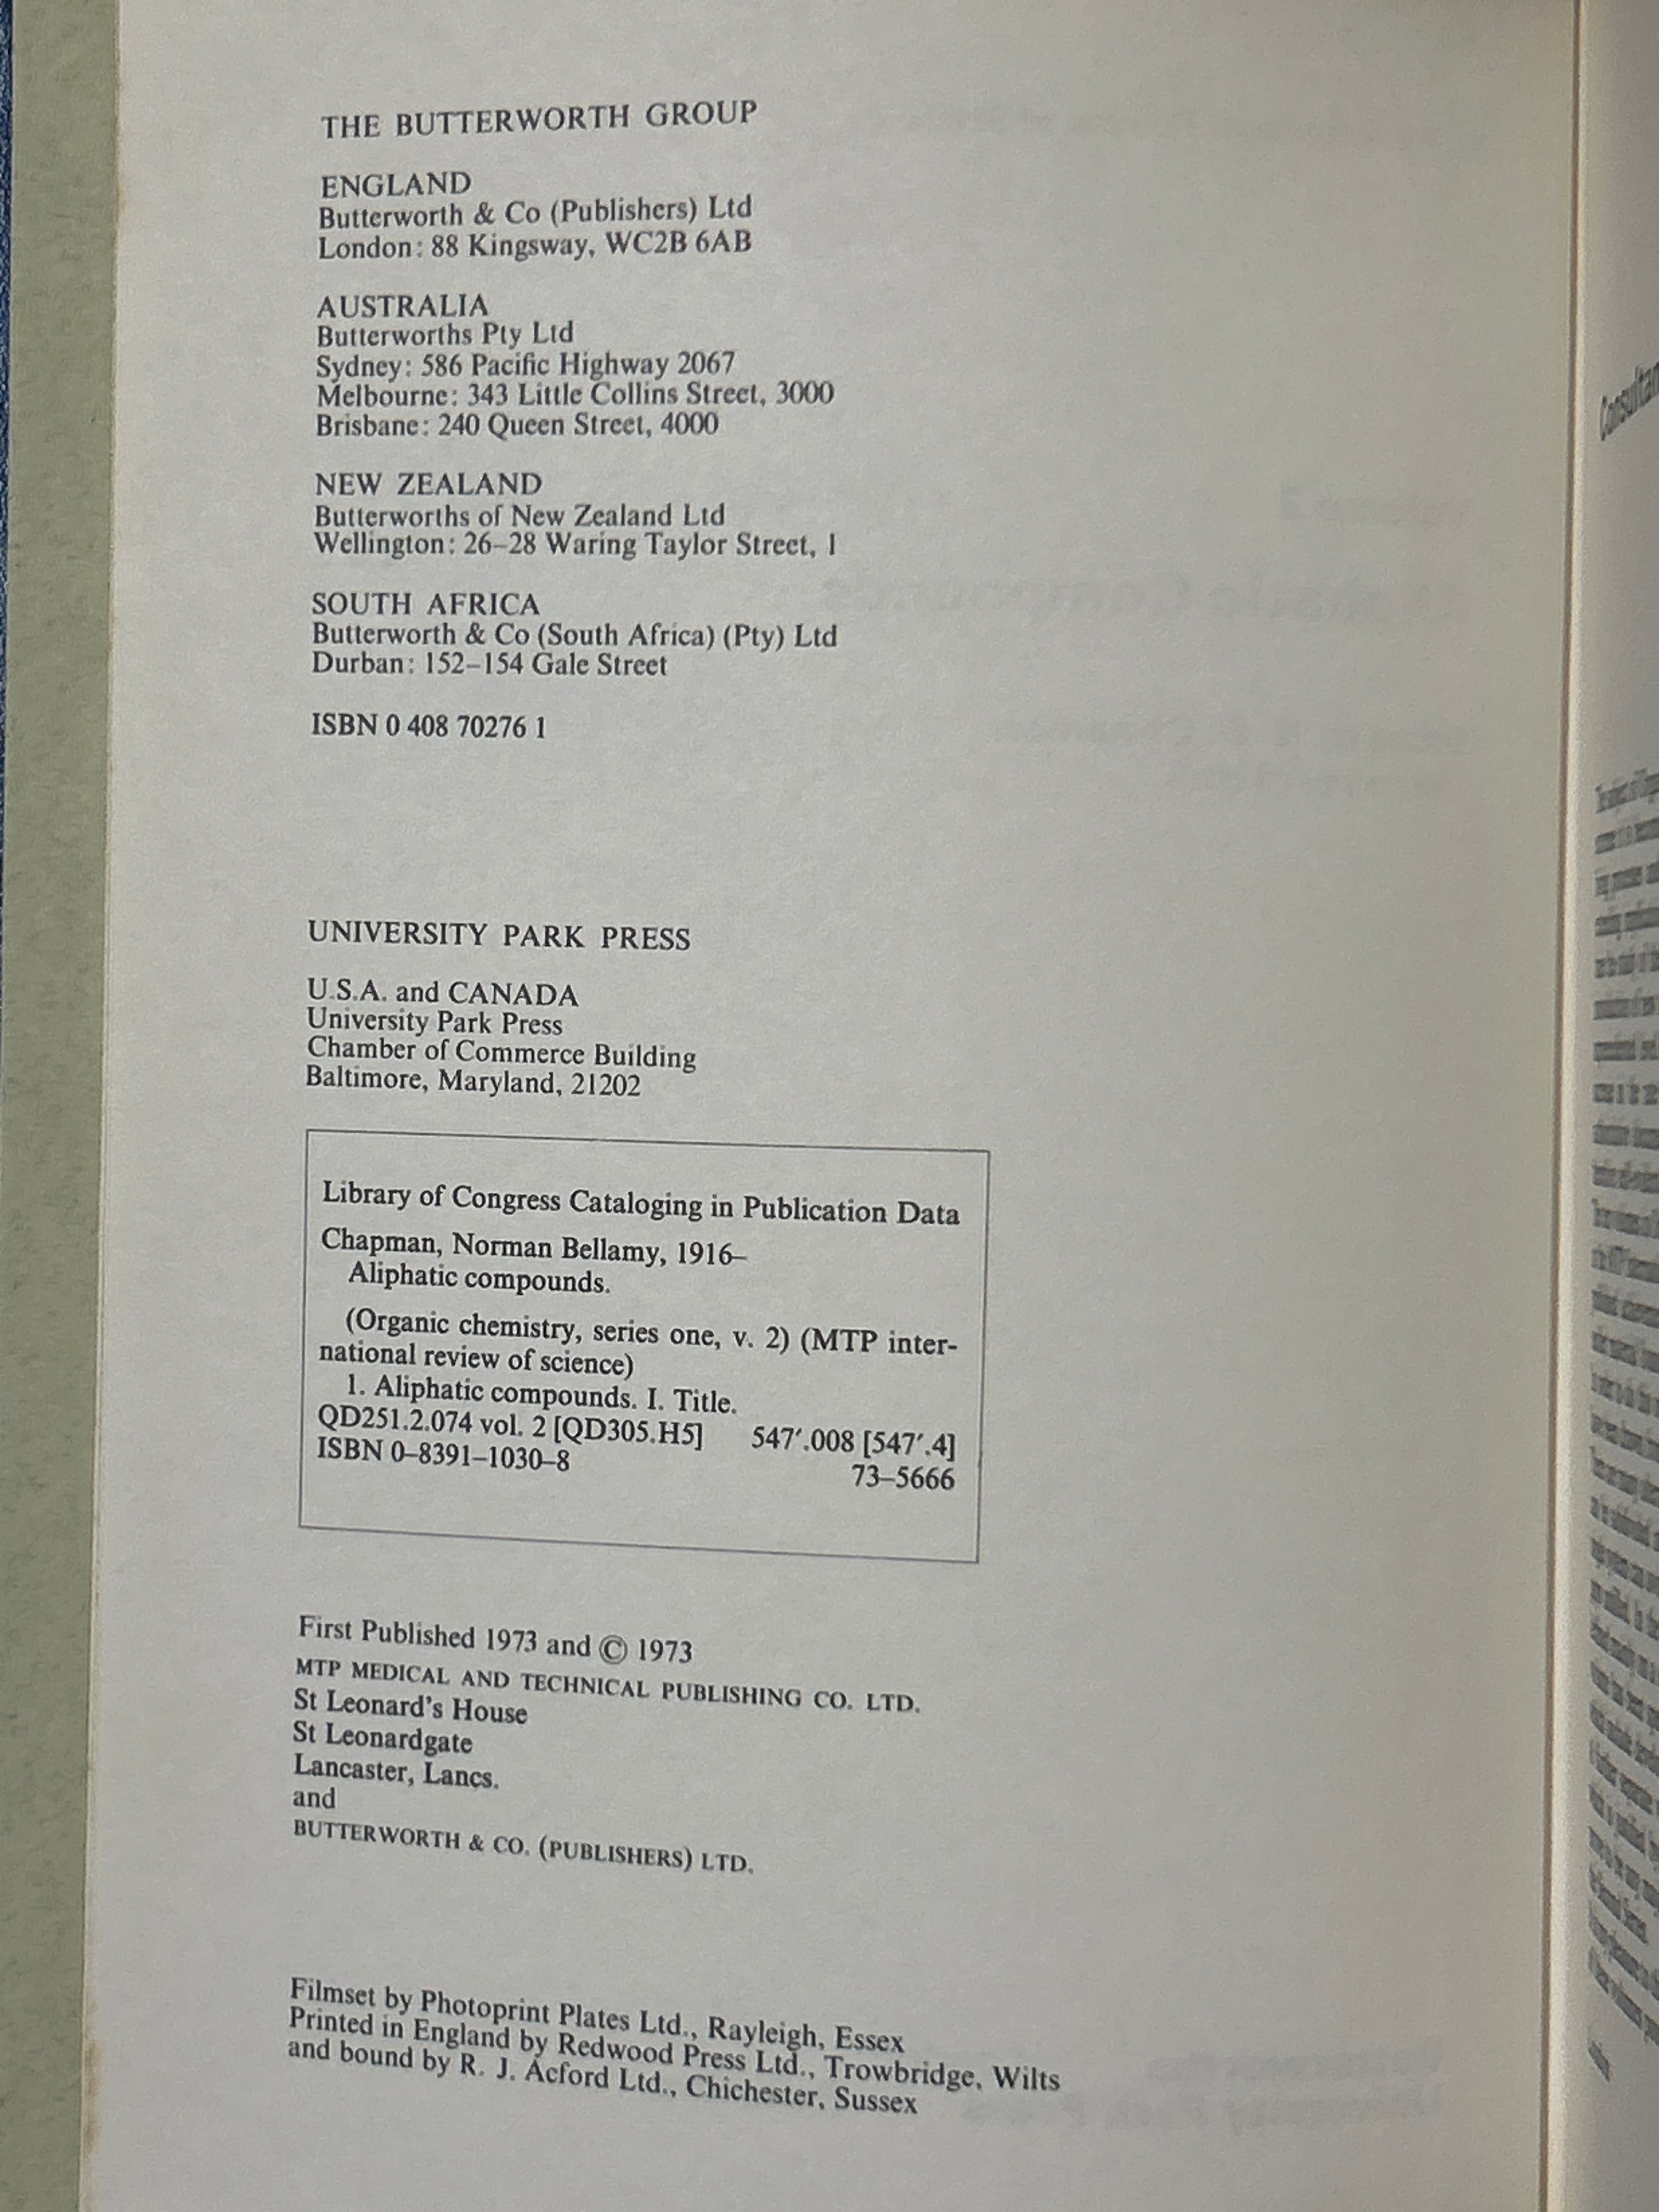 THE BUTTERWORTH GROUP
ENGLAND
Butterworth & Co (Publishers) Ltd
London: 88 Kingsway, WC2B 6AB
AUSTRALIA
Butterworths Pty Ltd
Sydney: 586 Pacific Highway 2067
Melbourne: 343 Little Collins Street, 3000
Brisbane: 240 Queen Street, 4000
NEW ZEALAND
Butterworths of New Zealand Ltd
Wellington: 26–28 Waring Taylor Street, 1
SOUTH AFRICA
Butterworth & Co (South Africa) (Pty) Ltd
Durban: 152–154 Gale Street
ISBN 0 408 70276 1
UNIVERSITY PARK PRESS
U.S.A. and CANADA
University Park Press
Chamber of Commerce Building
Baltimore, Maryland, 21202
Library of Congress Cataloging in Publication Data
Chapman, Norman Bellamy, 1916–
Aliphatic compounds.
(Organic chemistry, series one, v. 2) (MTP inter-
national review of science)
1. Aliphatic compounds. I. Title.
QD251.2.074 vol. 2 [QD305.H5] 547′.008 [547′.4]
ISBN 0–8391–1030–8 73–5666
First Published 1973 and © 1973
MTP MEDICAL AND TECHNICAL PUBLISHING CO. LTD.
St Leonard's House
St Leonardgate
Lancaster, Lancs.
and
BUTTERWORTH & CO. (PUBLISHERS) LTD.
Filmset by Photoprint Plates Ltd., Rayleigh, Essex
Printed in England by Redwood Press Ltd., Trowbridge, Wilts
and bound by R. J. Acford Ltd., Chichester, Sussex